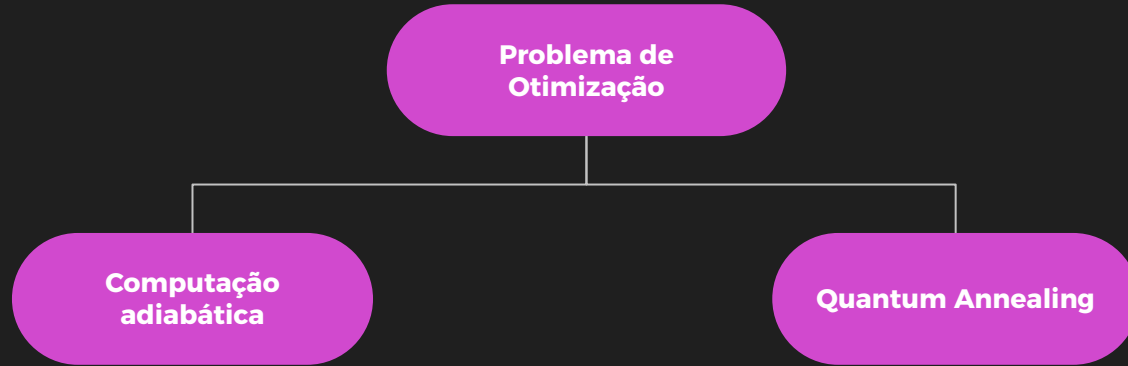 Problema de
Otimização
Computação
adiabática
Quantum Annealing